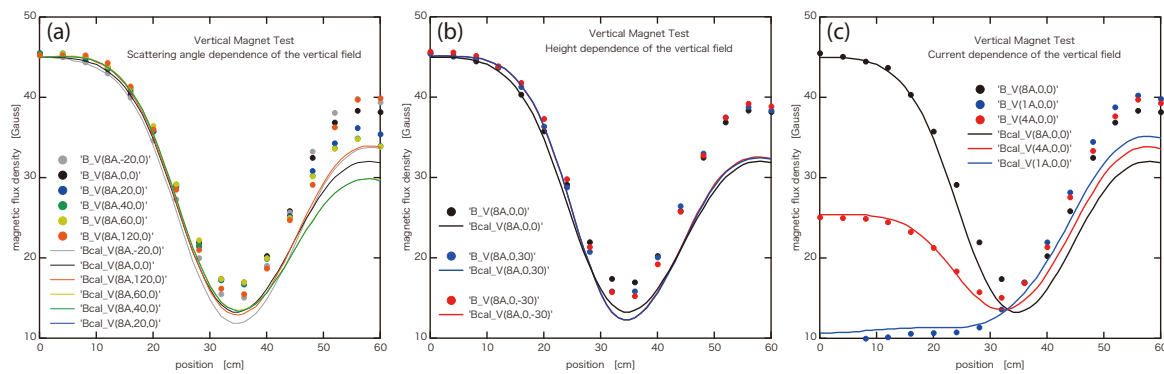 (a)
Vertical Magnet Test
Scattering angle dependence of the vertical field
magnetic flux density [Gauss]
50
40
30
20
10
'B_V(8A,-20,0)'
'B_V(8A,0,0)'
'B_V(8A,20,0)'
'B_V(8A,40,0)'
'B_V(8A,60,0)'
'B_V(8A,120,0)'
'Bcal_V(8A,-20,0)'
'Bcal_V(8A,0,0)'
'Bcal_V(8A,120,0)'
'Bcal_V(8A,60,0)'
'Bcal_V(8A,40,0)'
'Bcal_V(8A,20,0)'
0 10 20 30 40 50 60
position [cm]
(b)
Vertical Magnet Test
Height dependence of the vertical field
magnetic flux density [Gauss]
50
40
30
20
10
'B_V(8A,0,0)'
'Bcal_V(8A,0,0)'
'B_V(8A,0,30)'
'Bcal_V(8A,0,30)'
'B_V(8A,0,-30)'
'Bcal_V(8A,0,-30)'
0 10 20 30 40 50 60
position [cm]
(c)
Vertical Magnet Test
Current dependence of the vertical field
magnetic flux density [Gauss]
50
40
30
20
10
'B_V(8A,0,0)'
'B_V(1A,0,0)'
'B_V(4A,0,0)'
'Bcal_V(8A,0,0)'
'Bcal_V(4A,0,0)'
'Bcal_V(1A,0,0)'
0 10 20 30 40 50 60
position [cm]